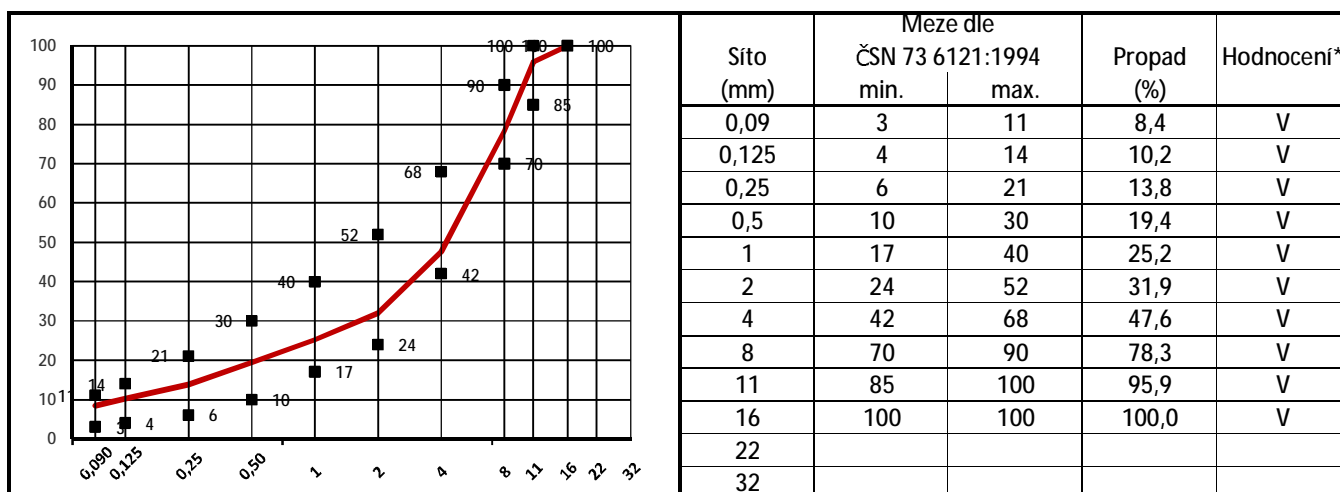 100
90
80
70
60
50
40
30
20
10
0
100 100 100
90
85
68 70
52
40 42
30
21 24
11 14 17
10
3 4 6
0,090 0,125 0,25 0,50 1 2 4 8 11 16 22 32
Meze dle
Síto ČSN 73 6121:1994 Propad Hodnocení*
(mm) min. max. (%)
0,09 3 11 8,4 V
0,125 4 14 10,2 V
0,25 6 21 13,8 V
0,5 10 30 19,4 V
1 17 40 25,2 V
2 24 52 31,9 V
4 42 68 47,6 V
8 70 90 78,3 V
11 85 100 95,9 V
16 100 100 100,0 V
22
32